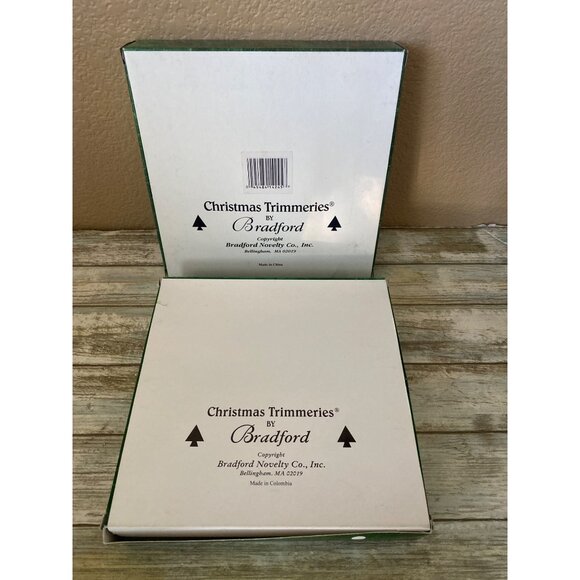 Christmas Trimmeries®
BY
Bradford
Copyright
Bradford Novelty Co., Inc.
Bellingham, MA 02019
Made in China
Christmas Trimmeries®
BY
Bradford
Copyright
Bradford Novelty Co., Inc.
Bellingham, MA 02019
Made in Colombia